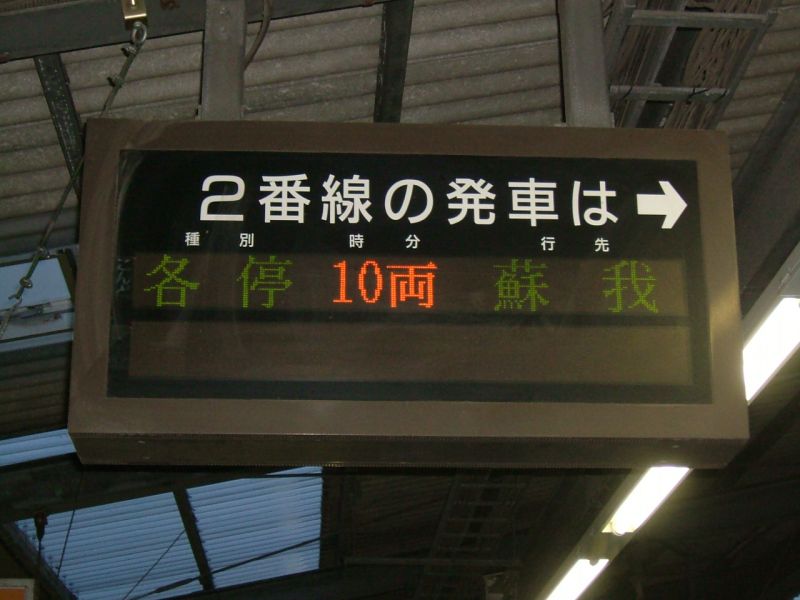 2番線の発車は→
種別 時分 行先
各停 10両 蘇我